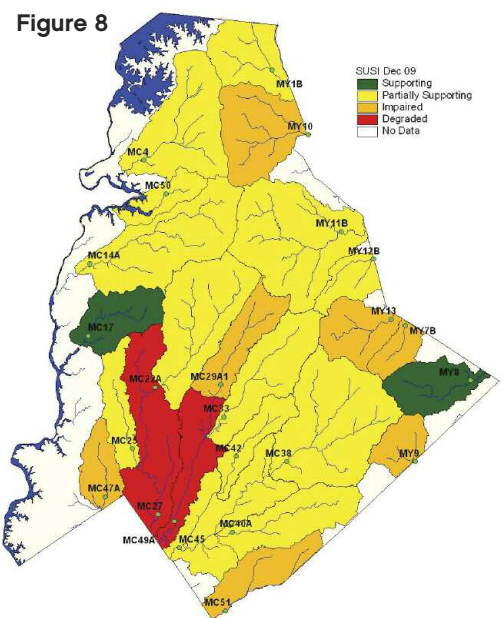 Figure 8
SUSI Dec 09
Supporting
Partially Supporting
Impaired
Degraded
No Data
MY1B
MY10
MC4
MC50
MY11B
MY12B
MC14A
MC17
MY13
MY7B
MY8
MC22A
MC29A1
MC33
MC25
MC42
MC38
MY9
MC47A
MC27
MC40A
MC49A
MC45
MC51